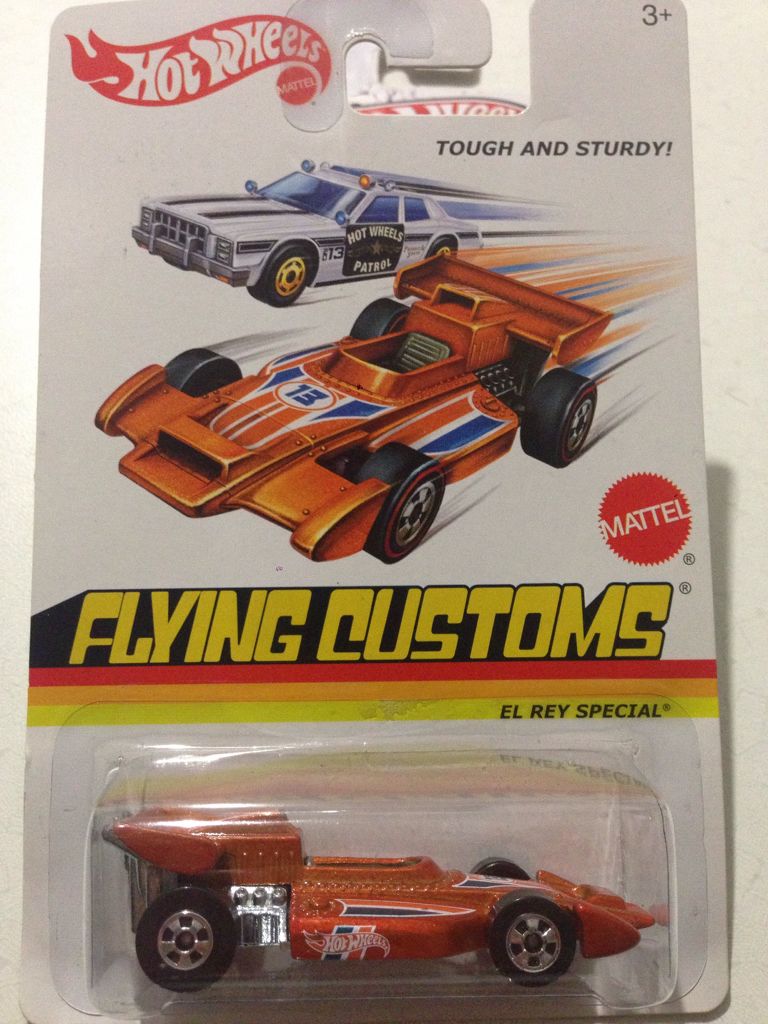 HOT WHEELS
MATTEL
3+
TOUGH AND STURDY!
13
HOT WHEELS
PATROL
13
MATTEL
®
FLYING CUSTOMS®
EL REY SPECIAL®
HOT WHEELS